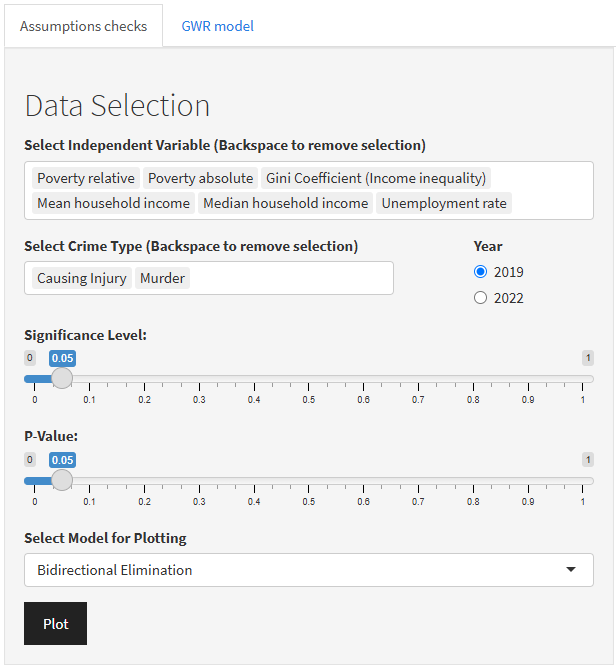 Assumptions checks GWR model
Data Selection
Select Independent Variable (Backspace to remove selection)
Poverty relative Poverty absolute Gini Coefficient (Income inequality)
Mean household income Median household income Unemployment rate
Select Crime Type (Backspace to remove selection) Year
Causing Injury Murder 2019
2022
Significance Level:
0 0.05 1
0 0.1 0.2 0.3 0.4 0.5 0.6 0.7 0.8 0.9 1
P-Value:
0 0.05 1
0 0.1 0.2 0.3 0.4 0.5 0.6 0.7 0.8 0.9 1
Select Model for Plotting
Bidirectional Elimination
Plot